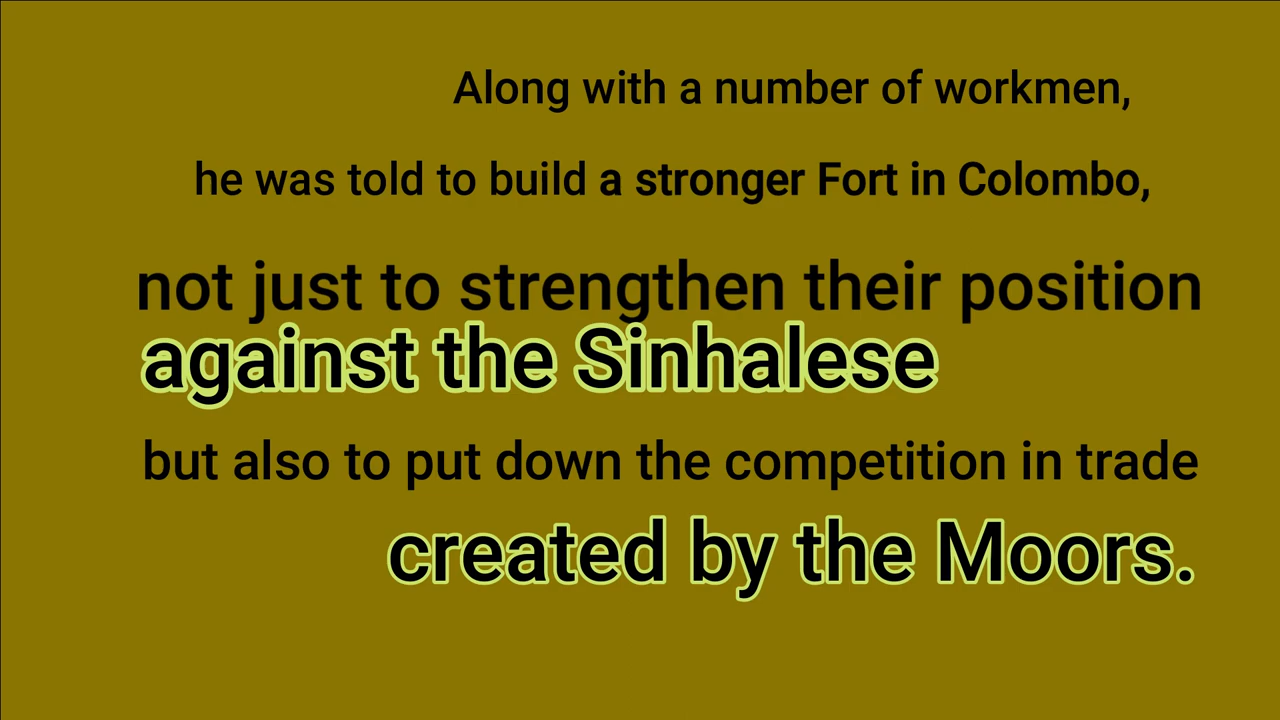 Along with a number of workmen,
he was told to build a stronger Fort in Colombo,
not just to strengthen their position
against the Sinhalese
but also to put down the competition in trade
created by the Moors.